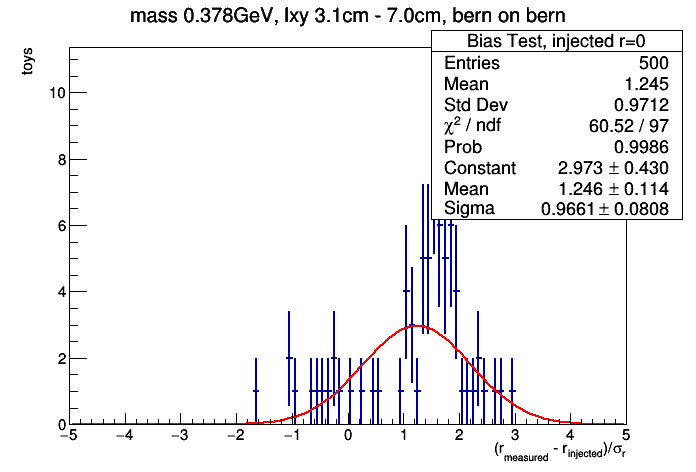 mass 0.378GeV, lxy 3.1cm - 7.0cm, bern on bern
Bias Test, injected r=0
Entries 500
Mean 1.245
Std Dev 0.9712
χ² / ndf 60.52 / 97
Prob 0.9986
Constant 2.973 ± 0.430
Mean 1.246 ± 0.114
Sigma 0.9661 ± 0.0808
toys
10
8
6
4
2
0
−5 −4 −3 −2 −1 0 1 2 3 4 5
(r_measured - r_injected)/σ_r